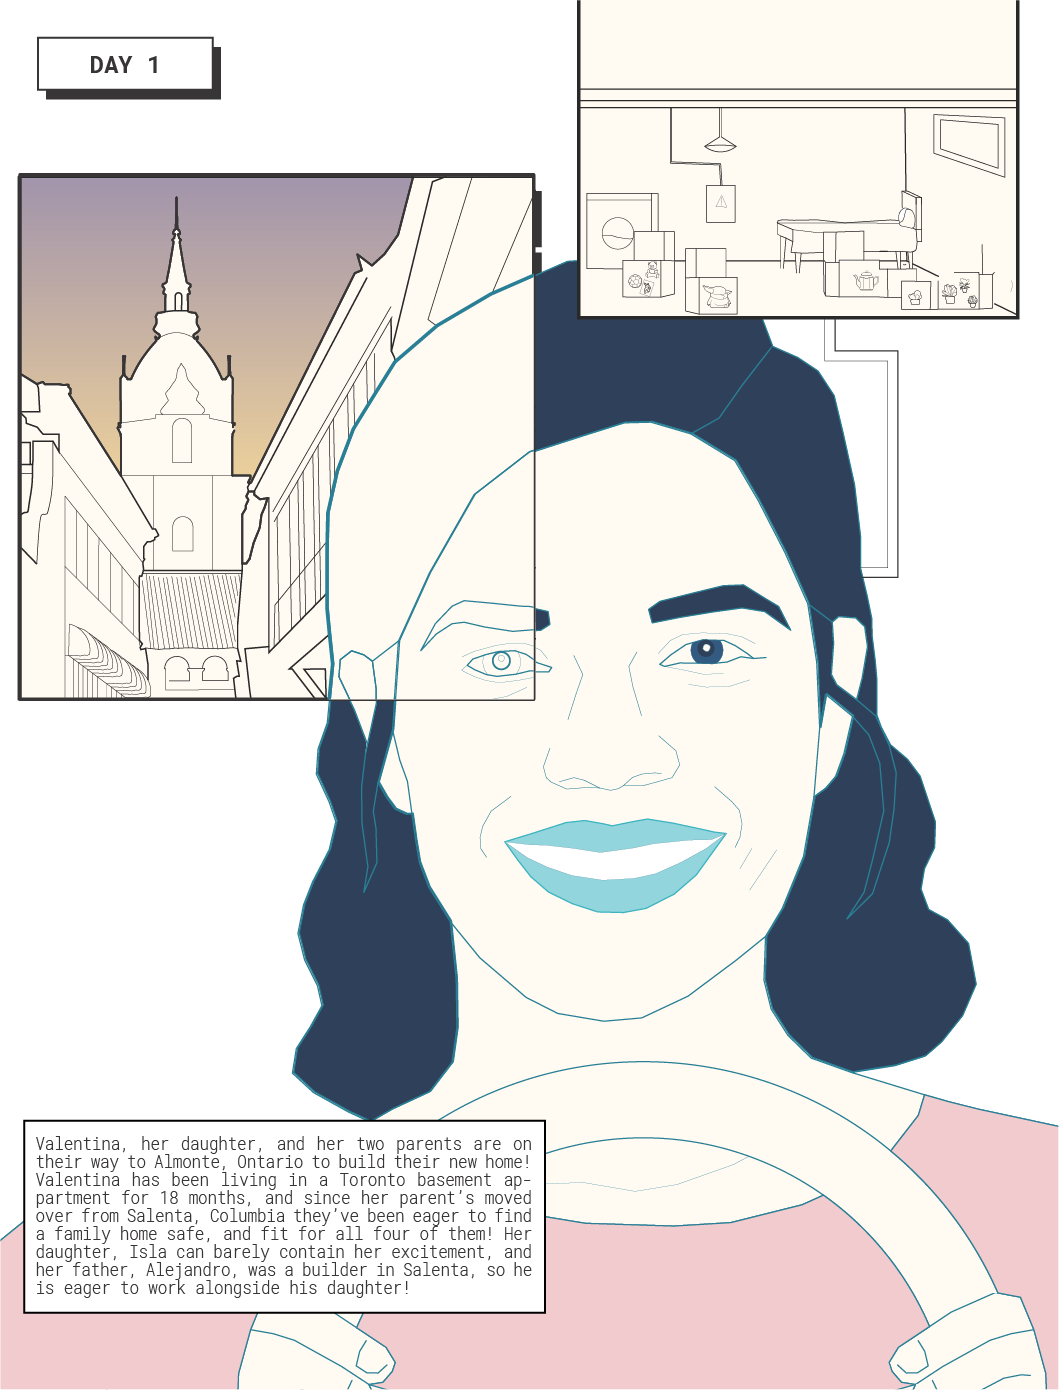 DAY 1
Valentina, her daughter, and her two parents are on
their way to Almonte, Ontario to build their new home!
Valentina has been living in a Toronto basement ap-
partment for 18 months, and since her parent's moved
over from Salenta, Columbia they've been eager to find
a family home safe, and fit for all four of them! Her
daughter, Isla can barely contain her excitement, and
her father, Alejandro, was a builder in Salenta, so he
is eager to work alongside his daughter!